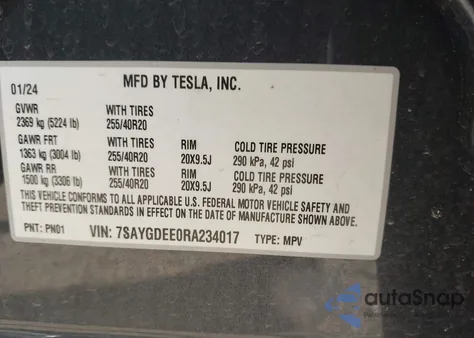 MFD BY TESLA, INC.
01/24
GVWR WITH TIRES
2369 kg (5224 lb) 255/40R20
GAWR FRT WITH TIRES RIM COLD TIRE PRESSURE
1363 kg (3004 lb) 255/40R20 20X9.5J 290 kPa, 42 psi
GAWR RR WITH TIRES RIM COLD TIRE PRESSURE
1500 kg (3306 lb) 255/40R20 20X9.5J 290 kPa, 42 psi
THIS VEHICLE CONFORMS TO ALL APPLICABLE U.S. FEDERAL MOTOR VEHICLE SAFETY AND
THEFT PREVENTION STANDARDS IN EFFECT ON THE DATE OF MANUFACTURE SHOWN ABOVE.
PNT: PN01 VIN: 7SAYGDEE0RA234017 TYPE: MPV
autoSnap